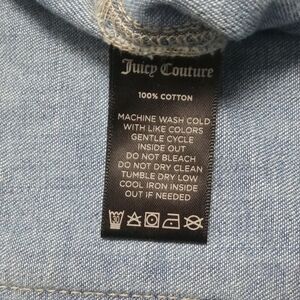 Juicy Couture
100% COTTON
MACHINE WASH COLD
WITH LIKE COLORS
GENTLE CYCLE
INSIDE OUT
DO NOT BLEACH
DO NOT DRY CLEAN
TUMBLE DRY LOW
COOL IRON INSIDE
OUT IF NEEDED